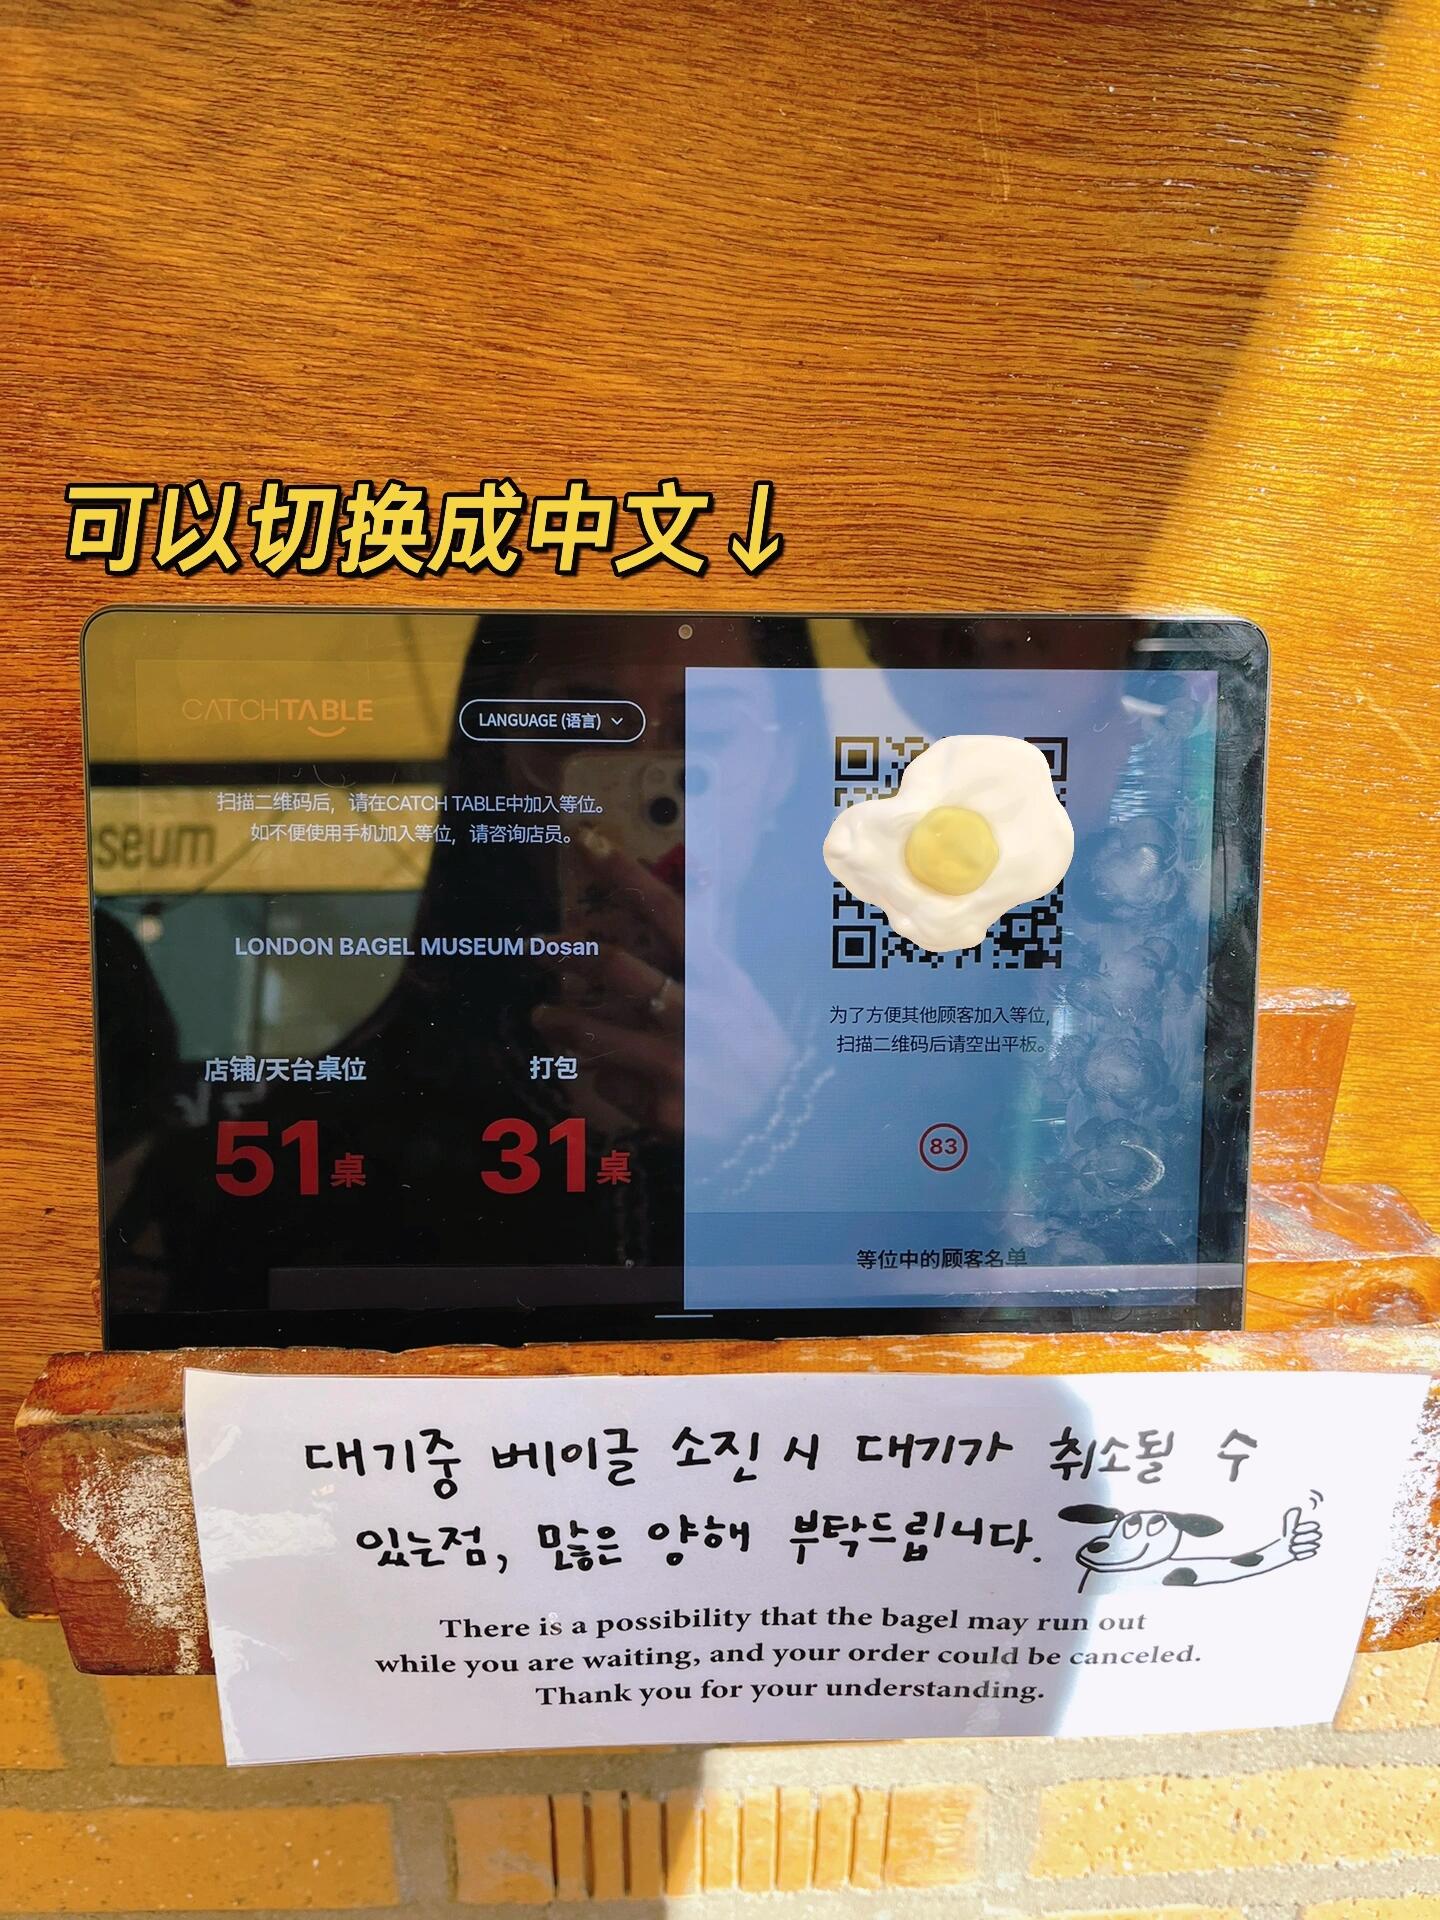 可以切换成中文↓
CATCHTABLE
LANGUAGE (语言)
扫描二维码后，请在CATCH TABLE中加入等位。
如不便使用手机加入等位，请咨询店员。
seum
LONDON BAGEL MUSEUM Dosan
店铺/天台桌位
51桌
打包
31桌
为了方便其他顾客加入等位,
扫描二维码后请空出平板。
83
等位中的顾客名单
대기중 베이글 소진 시 대기가 취소될 수
있는점, 많은 양해 부탁드립니다.
There is a possibility that the bagel may run out
while you are waiting, and your order could be canceled.
Thank you for your understanding.